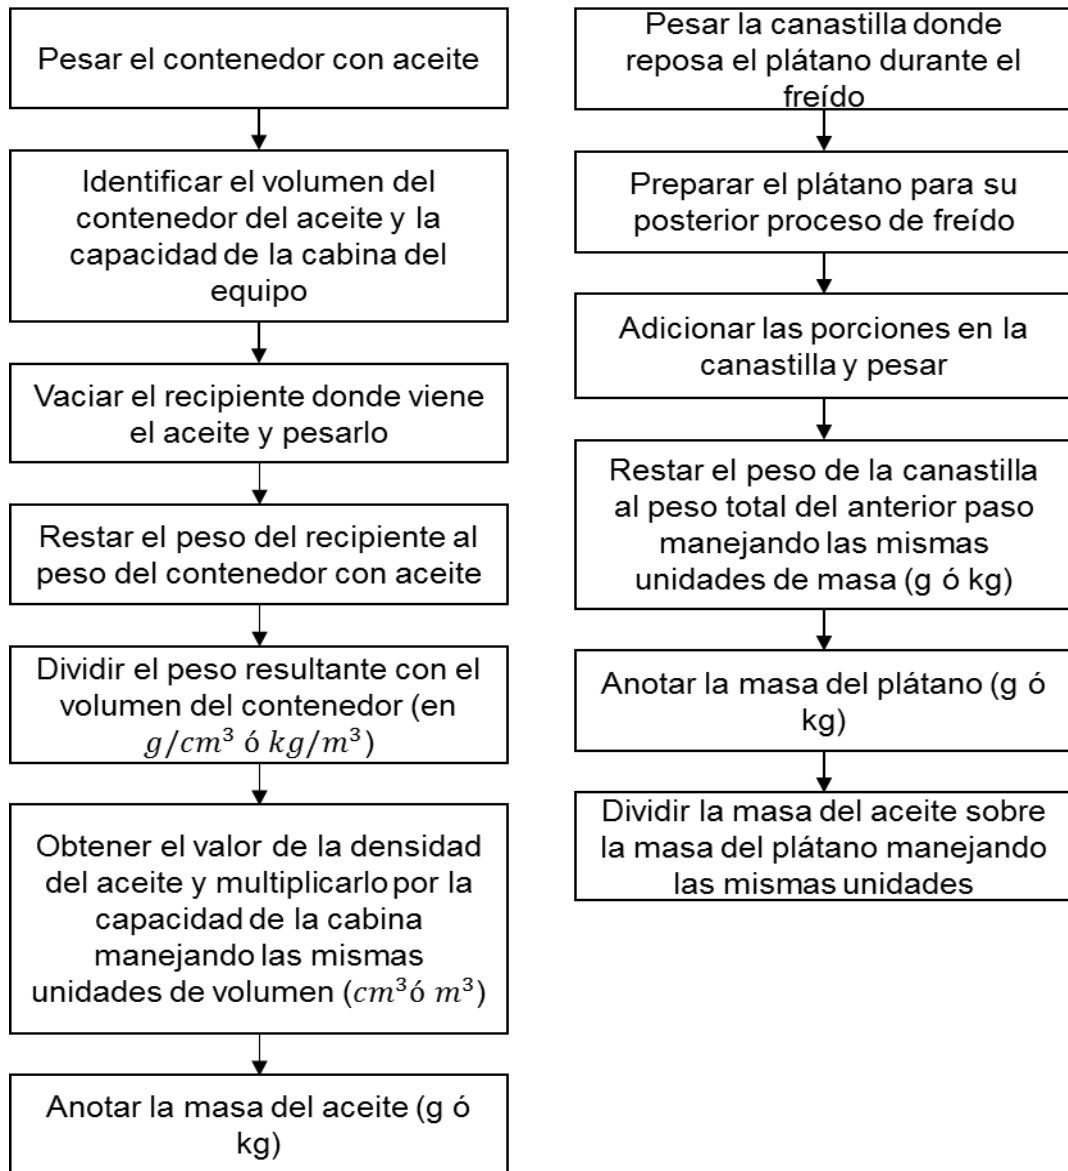 Pesar el contenedor con aceite
Identificar el volumen del
contenedor del aceite y la
capacidad de la cabina del
equipo
Vaciar el recipiente donde viene
el aceite y pesarlo
Restar el peso del recipiente al
peso del contenedor con aceite
Dividir el peso resultante con el
volumen del contenedor (en
g/cm³ ó kg/m³)
Obtener el valor de la densidad
del aceite y multiplicarlo por la
capacidad de la cabina
manejando las mismas
unidades de volumen (cm³ó m³)
Anotar la masa del aceite (g ó
kg)
Pesar la canastilla donde
reposa el plátano durante el
freído
Preparar el plátano para su
posterior proceso de freído
Adicionar las porciones en la
canastilla y pesar
Restar el peso de la canastilla
al peso total del anterior paso
manejando las mismas
unidades de masa (g ó kg)
Anotar la masa del plátano (g ó
kg)
Dividir la masa del aceite sobre
la masa del plátano manejando
las mismas unidades